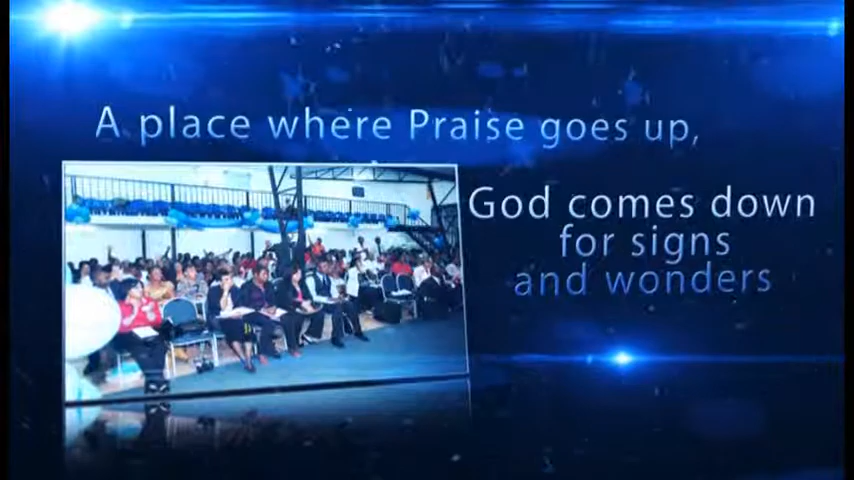 A place where Praise goes up,
God comes down
for signs
and wonders